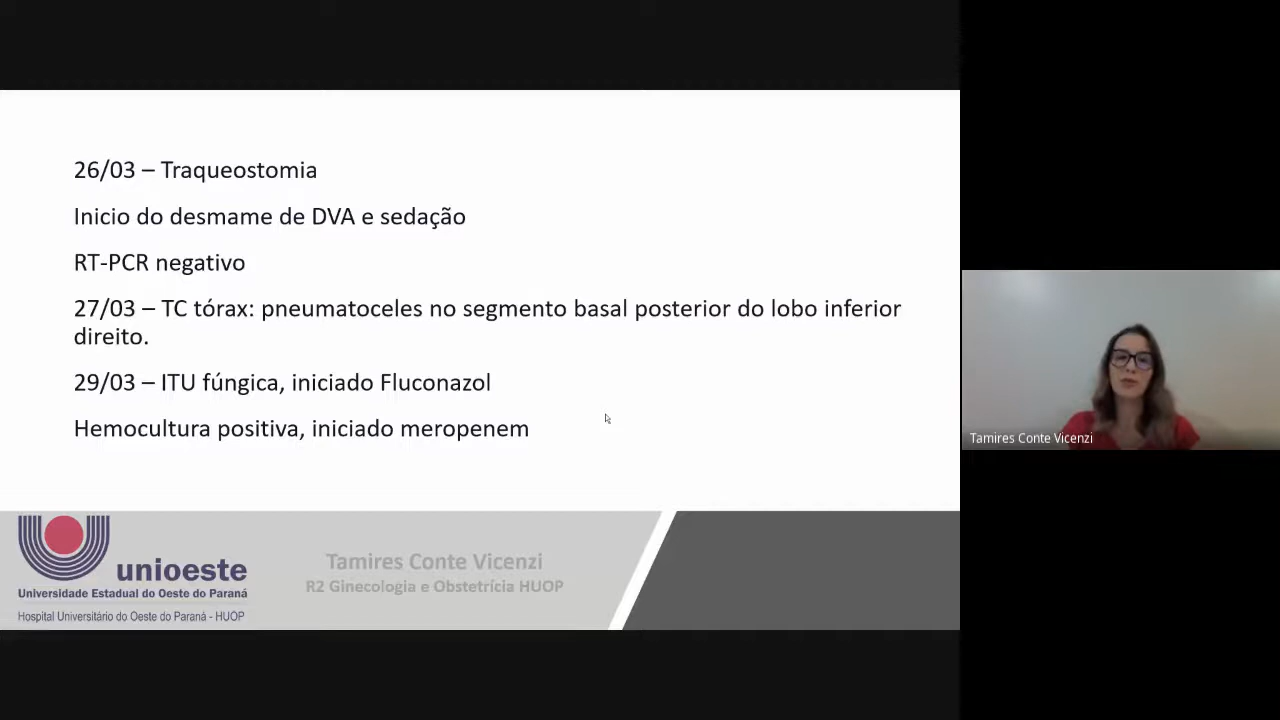 26/03 – Traqueostomia
Inicio do desmame de DVA e sedação
RT-PCR negativo
27/03 – TC tórax: pneumatoceles no segmento basal posterior do lobo inferior
direito.
29/03 – ITU fúngica, iniciado Fluconazol
Hemocultura positiva, iniciado meropenem
Tamires Conte Vicenzi
unioeste
Universidade Estadual do Oeste do Paraná
Hospital Universitário do Oeste do Paraná - HUOP
Tamires Conte Vicenzi
R2 Ginecologia e Obstetrícia HUOP